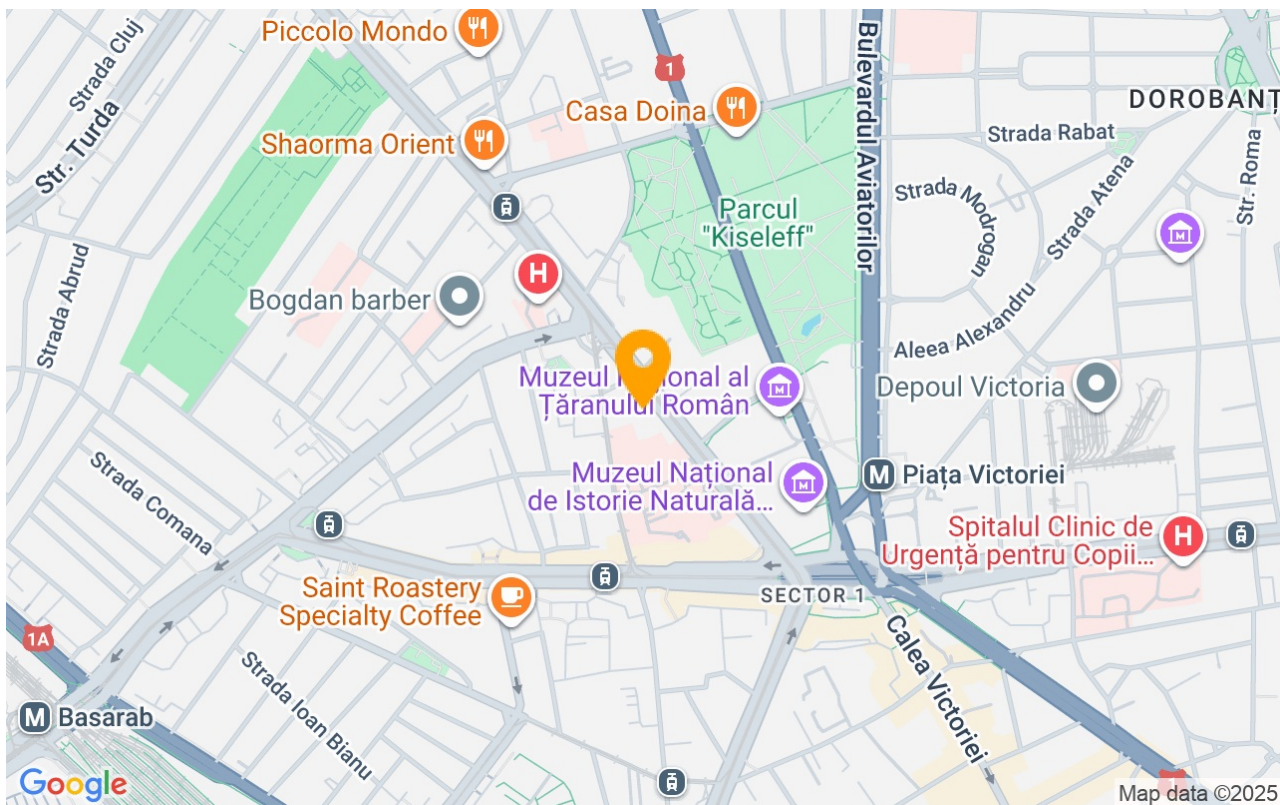 Piccolo Mondo
Strada Cluj
Str. Turda
1
Casa Doina
Bulevardul Aviatorilor
DOROBANȚ
Shaorma Orient
Strada Rabat
Str. Roma
Strada Atena
Strada Modrogan
Parcul
"Kiseleff"
Strada Abrud
H
Bogdan barber
Aleea Alexandru
Muzeul Național al
Țăranului Român
Depoul Victoria
Strada Comana
Muzeul Național
de Istorie Naturală...
M Piața Victoriei
Spitalul Clinic de
Urgență pentru Copii...
H
Saint Roastery
Specialty Coffee
SECTOR 1
1A
Calea Victoriei
Strada Ioan Bianu
M Basarab
1
Google
Map data ©2025